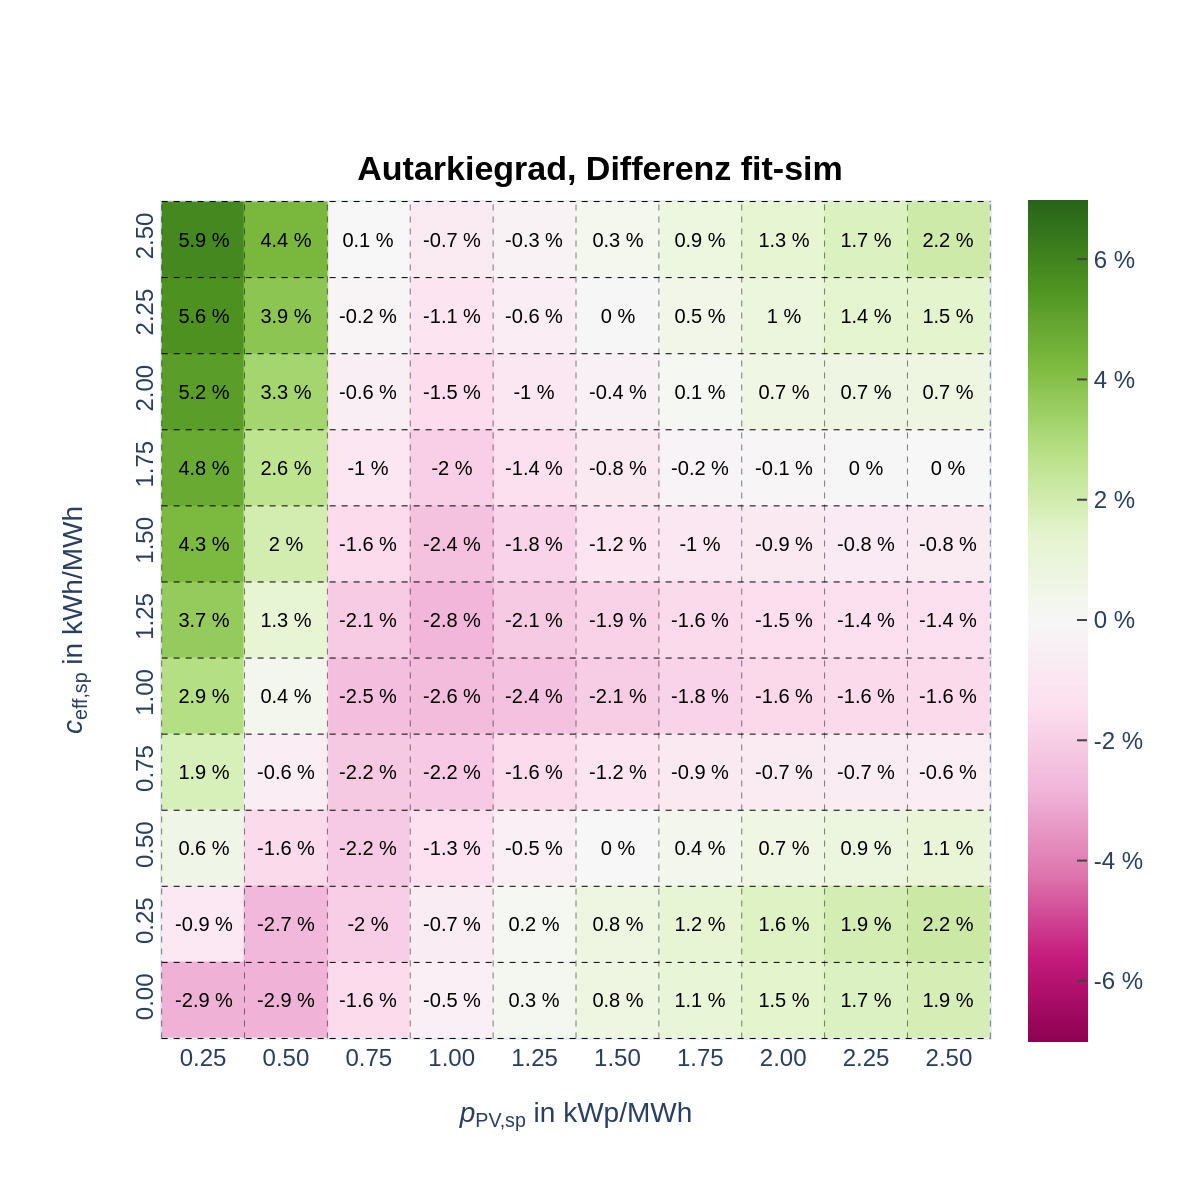 Autarkiegrad, Differenz fit-sim
2.50 5.9 % 4.4 % 0.1 % -0.7 % -0.3 % 0.3 % 0.9 % 1.3 % 1.7 % 2.2 %
2.25 5.6 % 3.9 % -0.2 % -1.1 % -0.6 % 0 % 0.5 % 1 % 1.4 % 1.5 %
2.00 5.2 % 3.3 % -0.6 % -1.5 % -1 % -0.4 % 0.1 % 0.7 % 0.7 % 0.7 %
1.75 4.8 % 2.6 % -1 % -2 % -1.4 % -0.8 % -0.2 % -0.1 % 0 % 0 %
1.50 4.3 % 2 % -1.6 % -2.4 % -1.8 % -1.2 % -1 % -0.9 % -0.8 % -0.8 %
1.25 3.7 % 1.3 % -2.1 % -2.8 % -2.1 % -1.9 % -1.6 % -1.5 % -1.4 % -1.4 %
1.00 2.9 % 0.4 % -2.5 % -2.6 % -2.4 % -2.1 % -1.8 % -1.6 % -1.6 % -1.6 %
0.75 1.9 % -0.6 % -2.2 % -2.2 % -1.6 % -1.2 % -0.9 % -0.7 % -0.7 % -0.6 %
0.50 0.6 % -1.6 % -2.2 % -1.3 % -0.5 % 0 % 0.4 % 0.7 % 0.9 % 1.1 %
0.25 -0.9 % -2.7 % -2 % -0.7 % 0.2 % 0.8 % 1.2 % 1.6 % 1.9 % 2.2 %
0.00 -2.9 % -2.9 % -1.6 % -0.5 % 0.3 % 0.8 % 1.1 % 1.5 % 1.7 % 1.9 %
0.25 0.50 0.75 1.00 1.25 1.50 1.75 2.00 2.25 2.50
pPV,sp in kWp/MWh
ceff,sp in kWh/MWh
6 %
4 %
2 %
0 %
-2 %
-4 %
-6 %